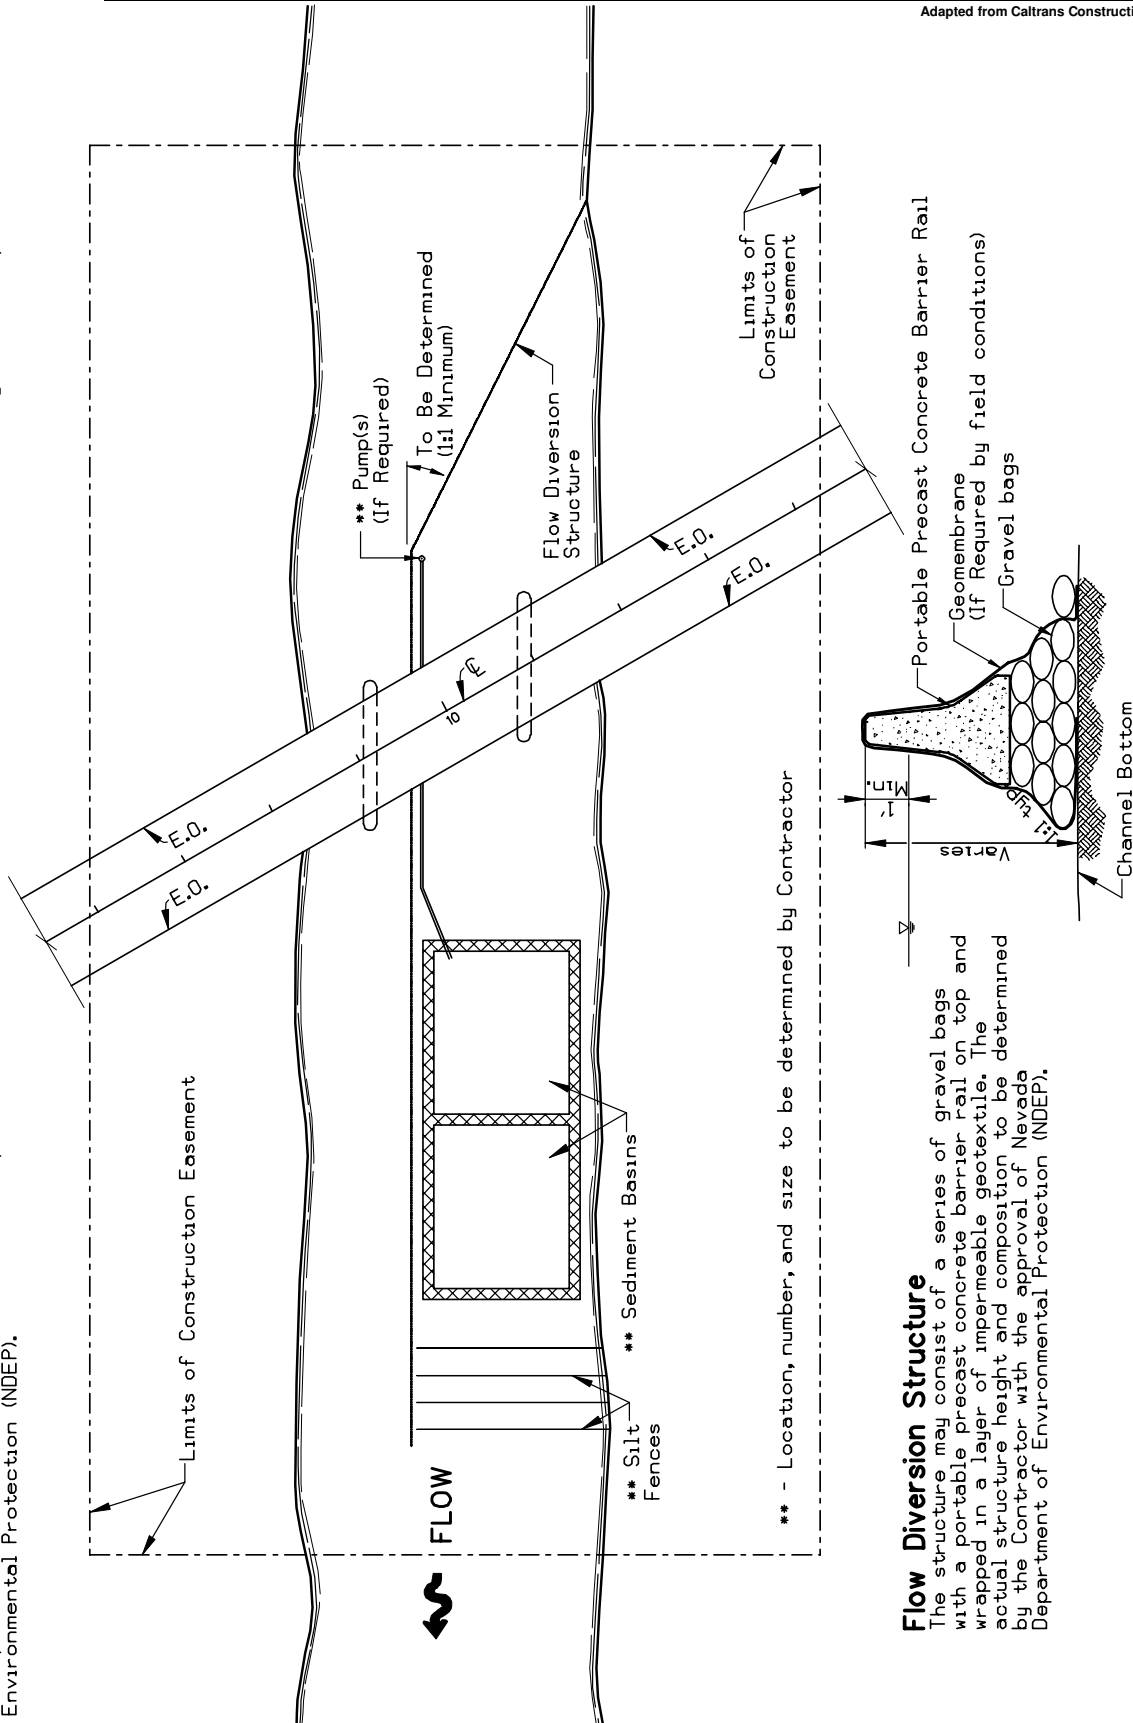 Adapted from Caltrans Constructi
Environmental Protection (NDEP).
Limits of Construction Easement
** Pump(s)
(If Required)
To Be Determined
(1:1 Minimum)
Flow Diversion
Structure
Limits of
Construction
Easement
E.O.
E.O.
E.O.
E.O.
10
℄
** Sediment Basins
** Silt
Fences
FLOW
** - Location, number, and size to be determined by Contractor
Portable Precast Concrete Barrier Rail
Geomembrane
(If Required by field conditions)
Gravel bags
1'
Min.
Varies
1:1 typ
Channel Bottom
Flow Diversion Structure
The structure may consist of a series of gravel bags
with a portable precast concrete barrier rail on top and
wrapped in a layer of impermeable geotextile. The
actual structure height and composition to be determined
by the Contractor with the approval of Nevada
Department of Environmental Protection (NDEP).